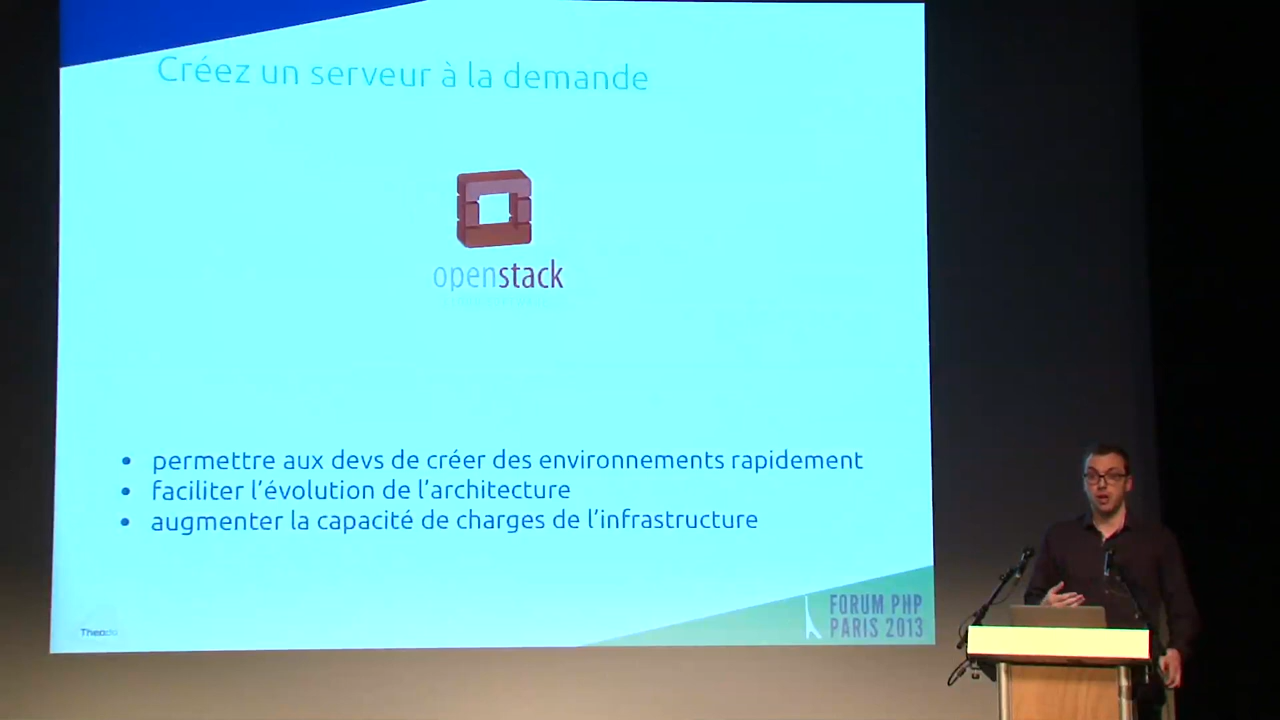 Créez un serveur à la demande
openstack
• permettre aux devs de créer des environnements rapidement
• faciliter l'évolution de l'architecture
• augmenter la capacité de charges de l'infrastructure
Theodo
FORUM PHP
PARIS 2013